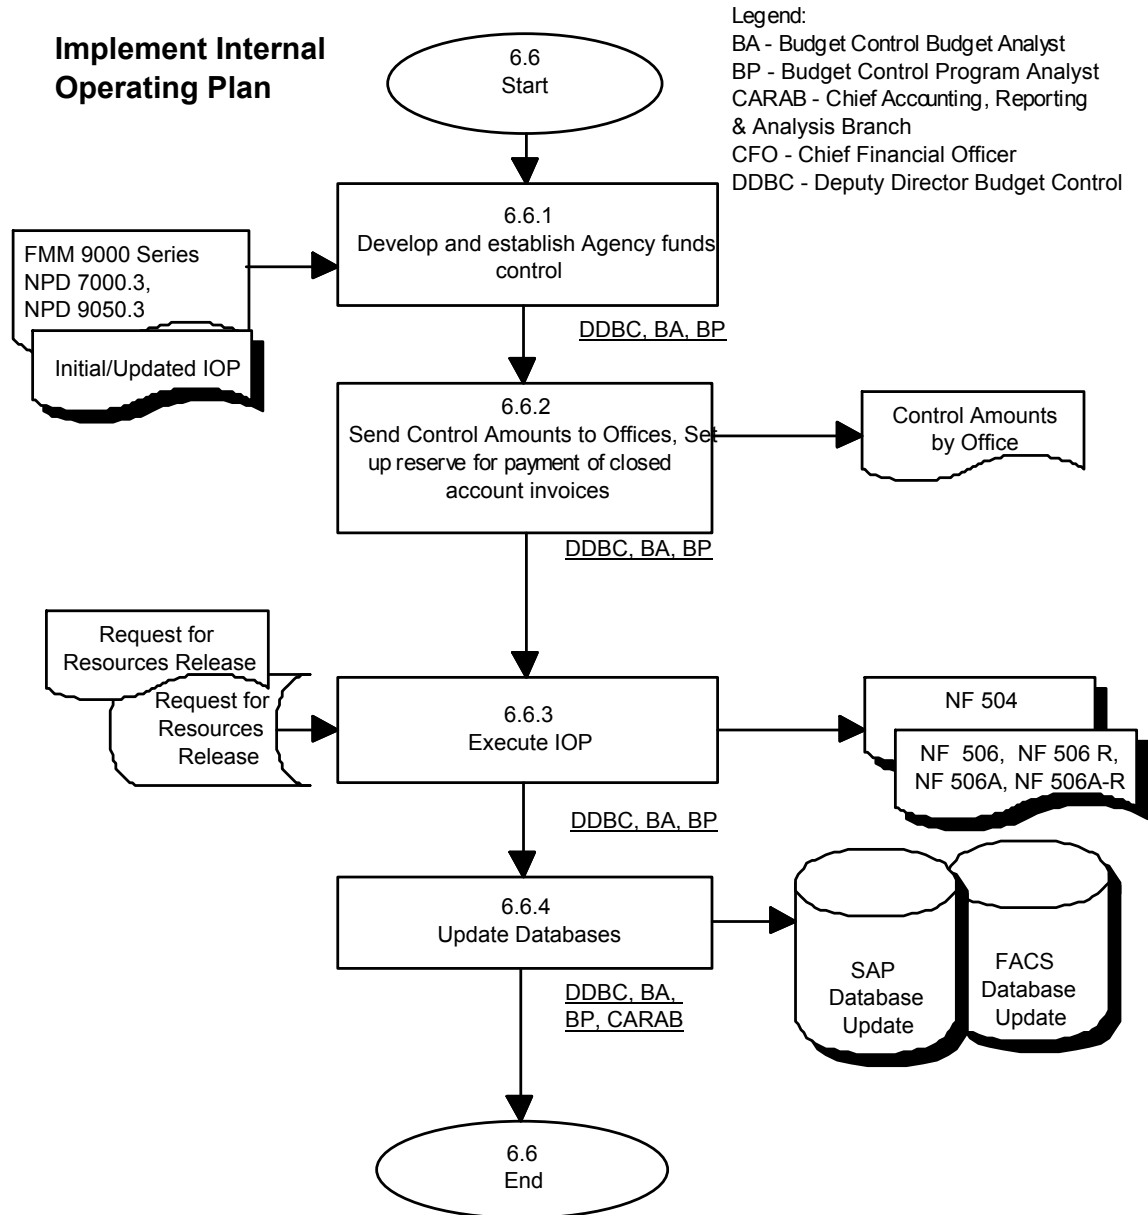 Implement Internal
Operating Plan
6.6
Start
Legend:
BA - Budget Control Budget Analyst
BP - Budget Control Program Analyst
CARAB - Chief Accounting, Reporting
& Analysis Branch
CFO - Chief Financial Officer
DDBC - Deputy Director Budget Control
FMM 9000 Series
NPD 7000.3,
NPD 9050.3
Initial/Updated IOP
6.6.1
Develop and establish Agency funds
control
DDBC, BA, BP
6.6.2
Send Control Amounts to Offices, Set
up reserve for payment of closed
account invoices
Control Amounts
by Office
DDBC, BA, BP
Request for
Resources Release
Request for
Resources
Release
6.6.3
Execute IOP
NF 504
NF 506, NF 506 R,
NF 506A, NF 506A-R
DDBC, BA, BP
6.6.4
Update Databases
SAP
Database
Update
FACS
Database
Update
DDBC, BA,
BP, CARAB
6.6
End